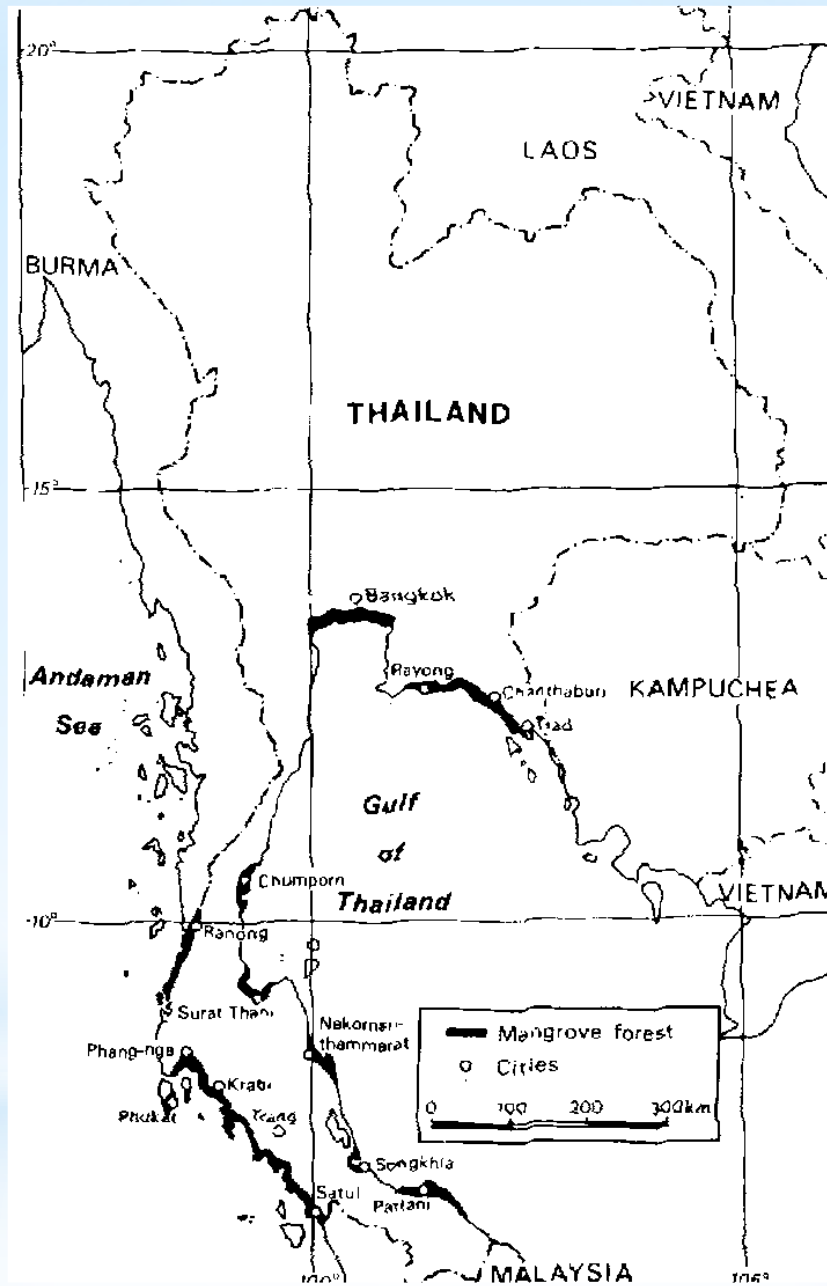 20°
VIETNAM
LAOS
BURMA
THAILAND
15°
Bangkok
Rayong
Andaman
Sea
Chanthaburi
KAMPUCHEA
Trad
Gulf
of
Thailand
Chumporn
VIETNAM
10°
Ranong
Surat Thani
Nakornsri-
thammarat
Mangrove forest
Phang-nga
Cities
Krabi
Phuket
Trang
0 100 200 300km
Songkhla
Satul
Pattani
100°
MALAYSIA
106°